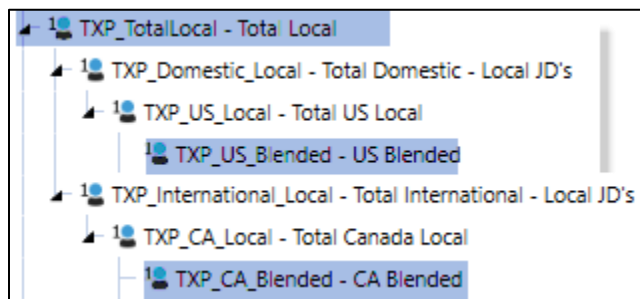 TXP_TotalLocal - Total Local
TXP_Domestic_Local - Total Domestic - Local JD's
TXP_US_Local - Total US Local
TXP_US_Blended - US Blended
TXP_International_Local - Total International - Local JD's
TXP_CA_Local - Total Canada Local
TXP_CA_Blended - CA Blended